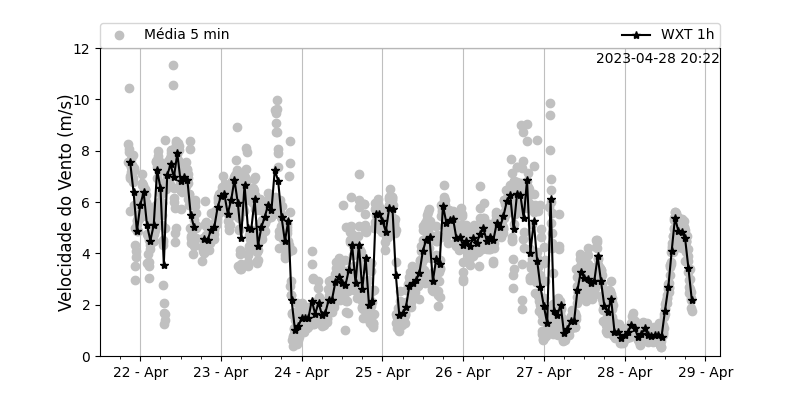 Média 5 min
WXT 1h
2023-04-28 20:22
Velocidade do Vento (m/s)
12
10
8
6
4
2
0
22 - Apr
23 - Apr
24 - Apr
25 - Apr
26 - Apr
27 - Apr
28 - Apr
29 - Apr